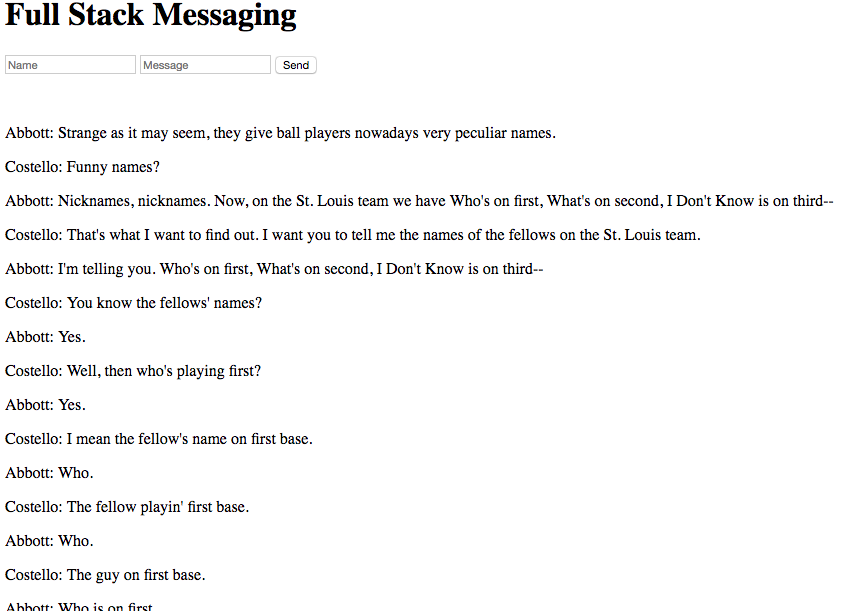 Full Stack Messaging
Name Message Send
Abbott: Strange as it may seem, they give ball players nowadays very peculiar names.
Costello: Funny names?
Abbott: Nicknames, nicknames. Now, on the St. Louis team we have Who's on first, What's on second, I Don't Know is on third--
Costello: That's what I want to find out. I want you to tell me the names of the fellows on the St. Louis team.
Abbott: I'm telling you. Who's on first, What's on second, I Don't Know is on third--
Costello: You know the fellows' names?
Abbott: Yes.
Costello: Well, then who's playing first?
Abbott: Yes.
Costello: I mean the fellow's name on first base.
Abbott: Who.
Costello: The fellow playin' first base.
Abbott: Who.
Costello: The guy on first base.
Abbott: Who is on first